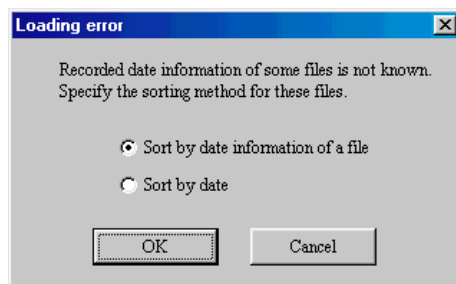 Loading error
Recorded date information of some files is not known.
Specify the sorting method for these files.
Sort by date information of a file
Sort by date
OK
Cancel